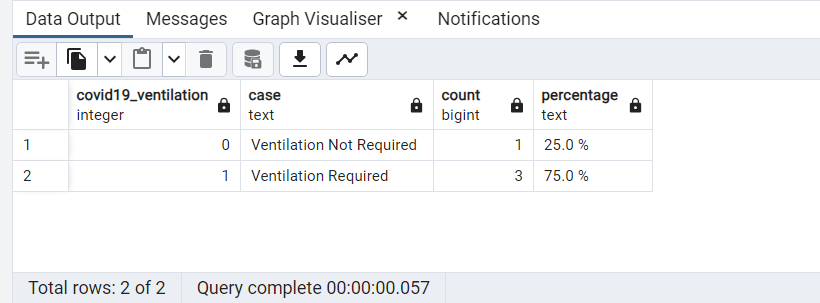 Data Output Messages Graph Visualiser × Notifications
covid19_ventilation case count percentage
integer text bigint text
1 0 Ventilation Not Required 1 25.0 %
2 1 Ventilation Required 3 75.0 %
Total rows: 2 of 2 Query complete 00:00:00.057